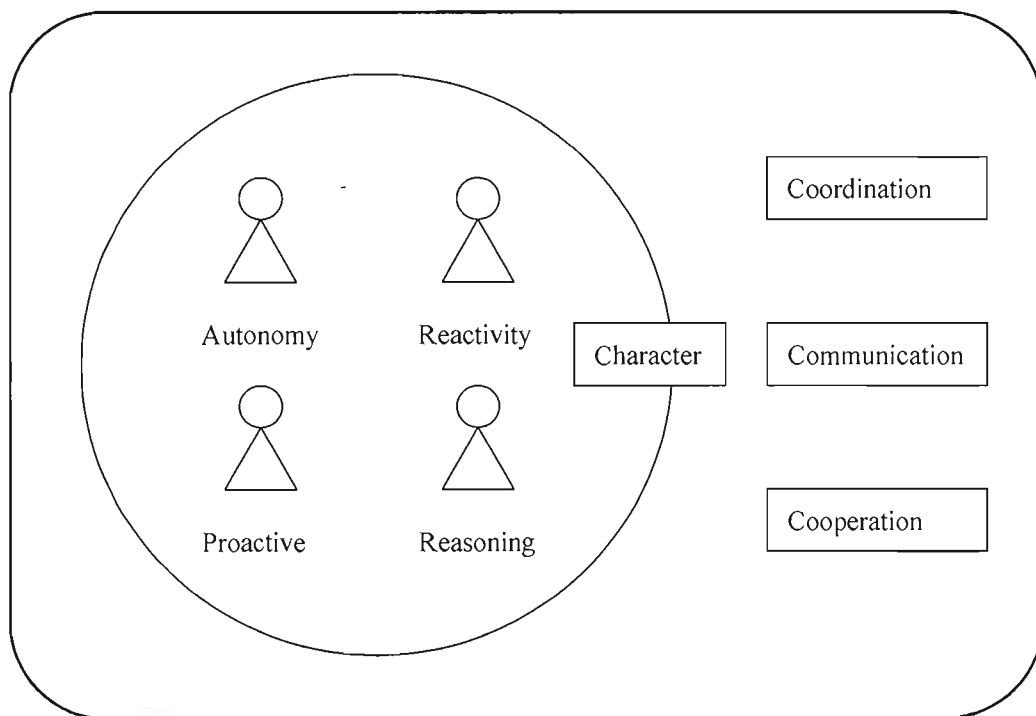 Coordination
Autonomy
Reactivity
Character
Communication
Proactive
Reasoning
Cooperation